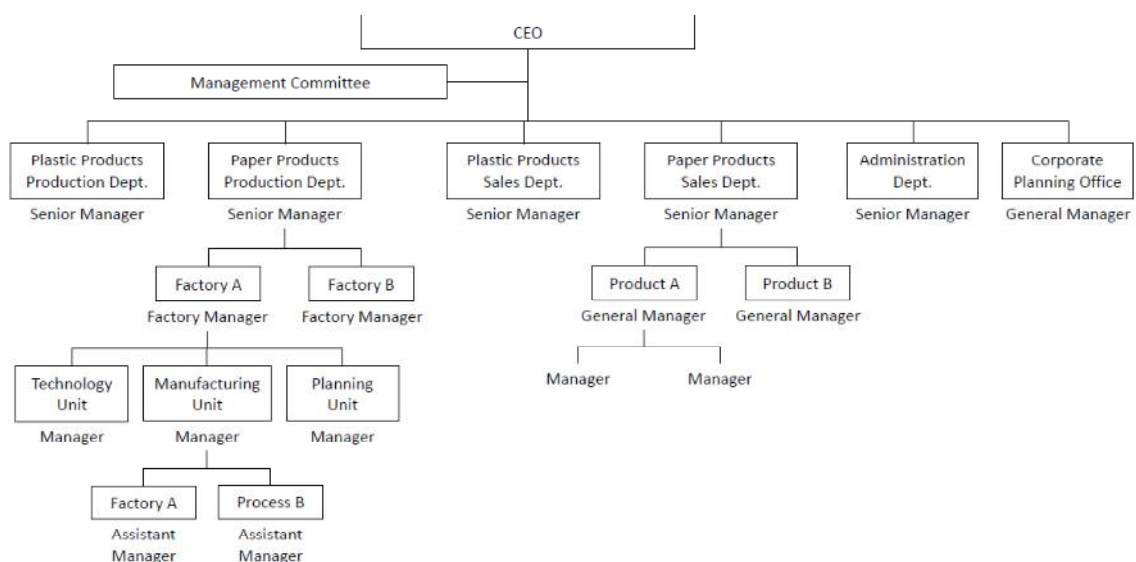 CEO
Management Committee
Plastic Products
Production Dept.
Senior Manager
Paper Products
Production Dept.
Senior Manager
Plastic Products
Sales Dept.
Senior Manager
Paper Products
Sales Dept.
Senior Manager
Administration
Dept.
Senior Manager
Corporate
Planning Office
General Manager
Factory A
Factory Manager
Factory B
Factory Manager
Product A
General Manager
Product B
General Manager
Technology
Unit
Manager
Manufacturing
Unit
Manager
Planning
Unit
Manager
Manager
Manager
Factory A
Assistant
Manager
Process B
Assistant
Manager